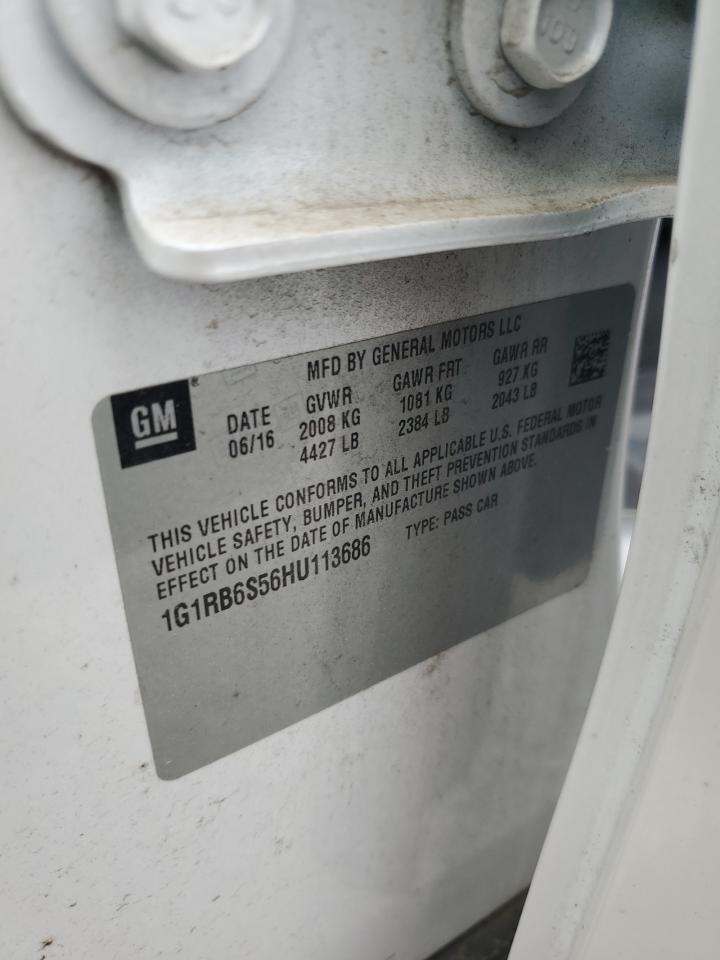 MFD BY GENERAL MOTORS LLC
GM ®
DATE
06/16
GVWR
2008 KG
4427 LB
GAWR FRT
1081 KG
2384 LB
GAWR RR
927 KG
2043 LB
THIS VEHICLE CONFORMS TO ALL APPLICABLE U.S. FEDERAL MOTOR
VEHICLE SAFETY, BUMPER, AND THEFT PREVENTION STANDARDS IN
EFFECT ON THE DATE OF MANUFACTURE SHOWN ABOVE.
1G1RB6S56HU113686 TYPE: PASS CAR